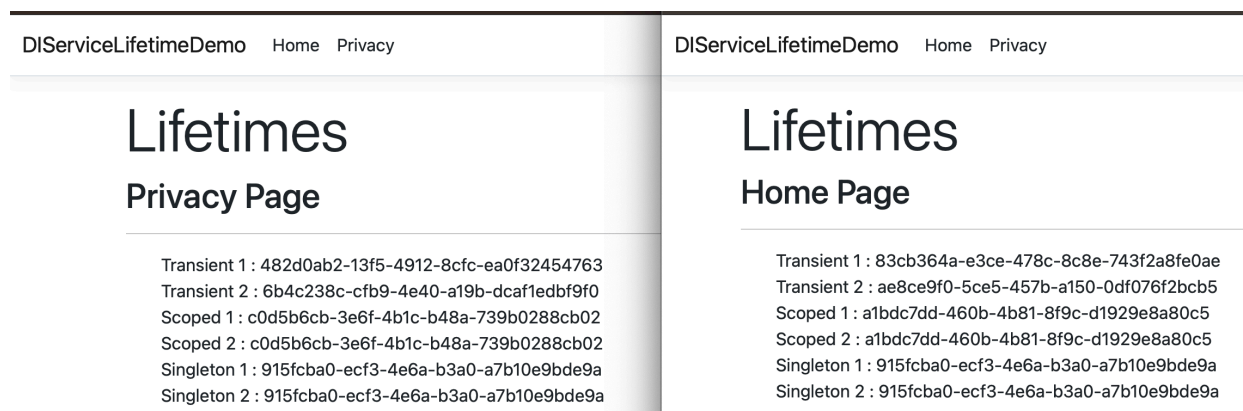 DIServiceLifetimeDemo Home Privacy
Lifetimes
Privacy Page
Transient 1 : 482d0ab2-13f5-4912-8cfc-ea0f32454763
Transient 2 : 6b4c238c-cfb9-4e40-a19b-dcaf1edbf9f0
Scoped 1 : c0d5b6cb-3e6f-4b1c-b48a-739b0288cb02
Scoped 2 : c0d5b6cb-3e6f-4b1c-b48a-739b0288cb02
Singleton 1 : 915fcba0-ecf3-4e6a-b3a0-a7b10e9bde9a
Singleton 2 : 915fcba0-ecf3-4e6a-b3a0-a7b10e9bde9a
DIServiceLifetimeDemo Home Privacy
Lifetimes
Home Page
Transient 1 : 83cb364a-e3ce-478c-8c8e-743f2a8fe0ae
Transient 2 : ae8ce9f0-5ce5-457b-a150-0df076f2bcb5
Scoped 1 : a1bdc7dd-460b-4b81-8f9c-d1929e8a80c5
Scoped 2 : a1bdc7dd-460b-4b81-8f9c-d1929e8a80c5
Singleton 1 : 915fcba0-ecf3-4e6a-b3a0-a7b10e9bde9a
Singleton 2 : 915fcba0-ecf3-4e6a-b3a0-a7b10e9bde9a